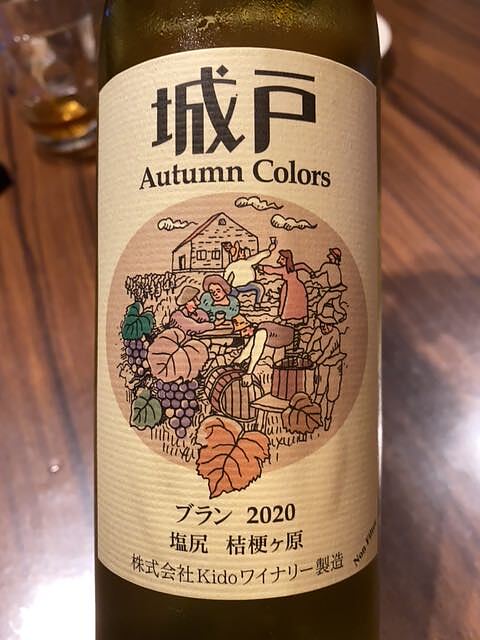 城戸
Autumn Colors
ブラン 2020
塩尻 桔梗ヶ原
株式会社Kidoワイナリー製造
Non